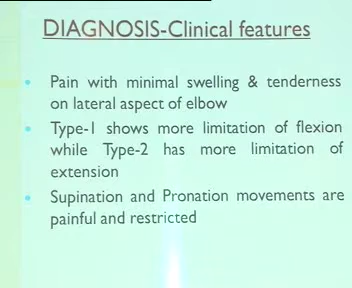 DIAGNOSIS-Clinical features
• Pain with minimal swelling & tenderness
on lateral aspect of elbow
• Type-1 shows more limitation of flexion
while Type-2 has more limitation of
extension
• Supination and Pronation movements are
painful and restricted